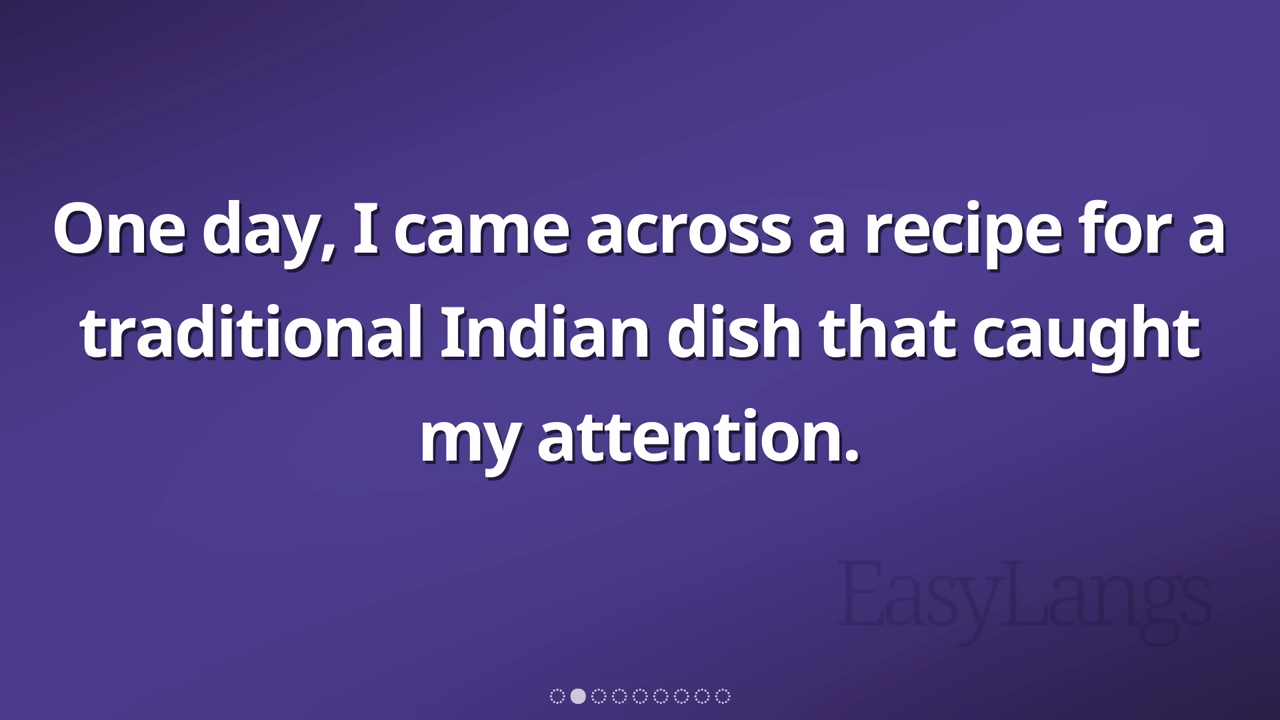 One day, I came across a recipe for a
traditional Indian dish that caught
my attention.
EasyLangs